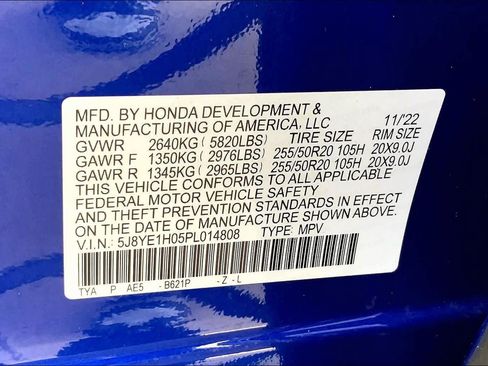 MFD. BY HONDA DEVELOPMENT & 11/'22
MANUFACTURING OF AMERICA, LLC
GVWR 2640KG ( 5820LBS) TIRE SIZE RIM SIZE
GAWR F 1350KG ( 2976LBS) 255/50R20 105H 20X9.0J
GAWR R 1345KG ( 2965LBS) 255/50R20 105H 20X9.0J
THIS VEHICLE CONFORMS TO ALL APPLICABLE
FEDERAL MOTOR VEHICLE SAFETY
AND THEFT PREVENTION STANDARDS IN EFFECT
ON THE DATE OF MANUFACTURE SHOWN ABOVE.
V.I.N.: 5J8YE1H05PL014808 TYPE: MPV
TYA P AE5 - B621P - Z - L